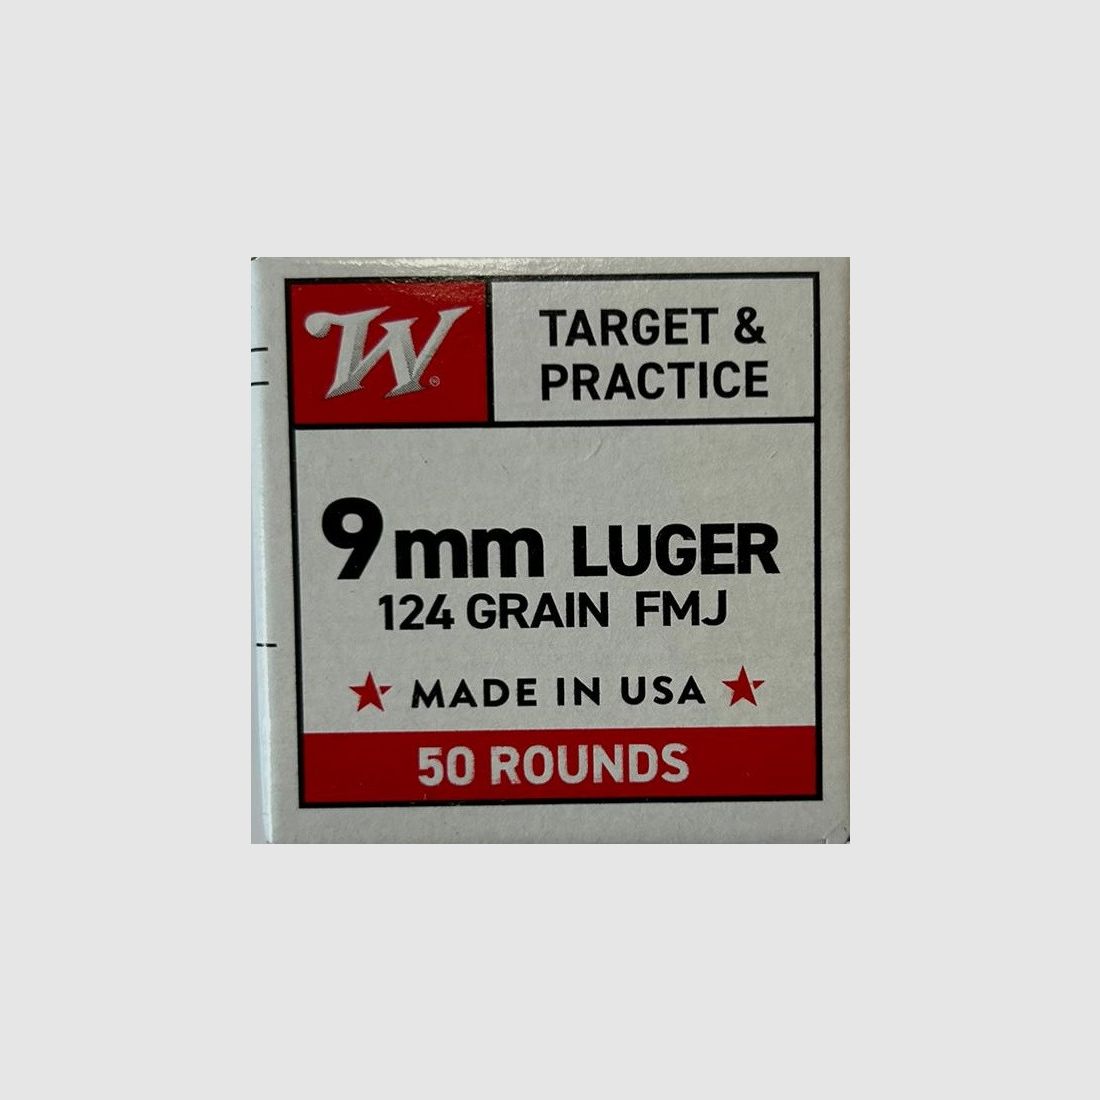 W
TARGET &
PRACTICE
9mm LUGER
124 GRAIN FMJ
★ MADE IN USA ★
50 ROUNDS